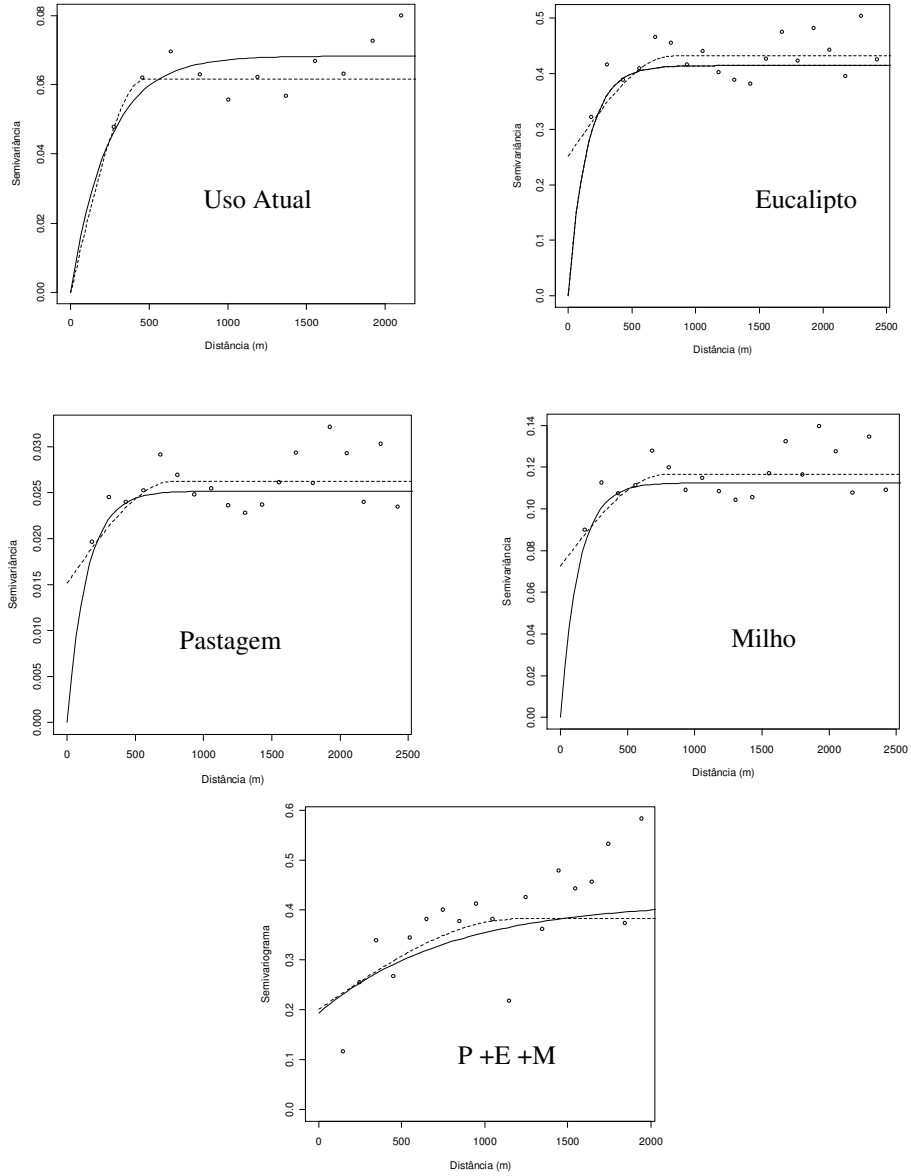 0.08
0.06
0.04
0.02
0.00
Semivariância
Uso Atual
0 500 1000 1500 2000
Distância (m)
0.5
0.4
0.3
0.2
0.1
0.0
Semivariância
Eucalipto
0 500 1000 1500 2000 2500
Distância (m)
0.030
0.025
0.020
0.015
0.010
0.005
0.000
Semivariância
Pastagem
0 500 1000 1500 2000 2500
Distância (m)
0.14
0.12
0.10
0.08
0.06
0.04
0.02
0.00
Semivariância
Milho
0 500 1000 1500 2000 2500
Distância (m)
0.6
0.5
0.4
0.3
0.2
0.1
0.0
Semivariograma
P +E +M
0 500 1000 1500 2000
Distância (m)